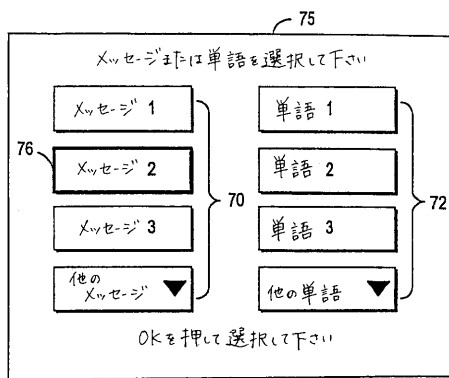 75
メッセージまたは単語を選択して下さい
メッセージ 1
単語 1
76
メッセージ 2
単語 2
70
72
メッセージ 3
単語 3
他の
メッセージ
他の単語
OKを押して選択して下さい